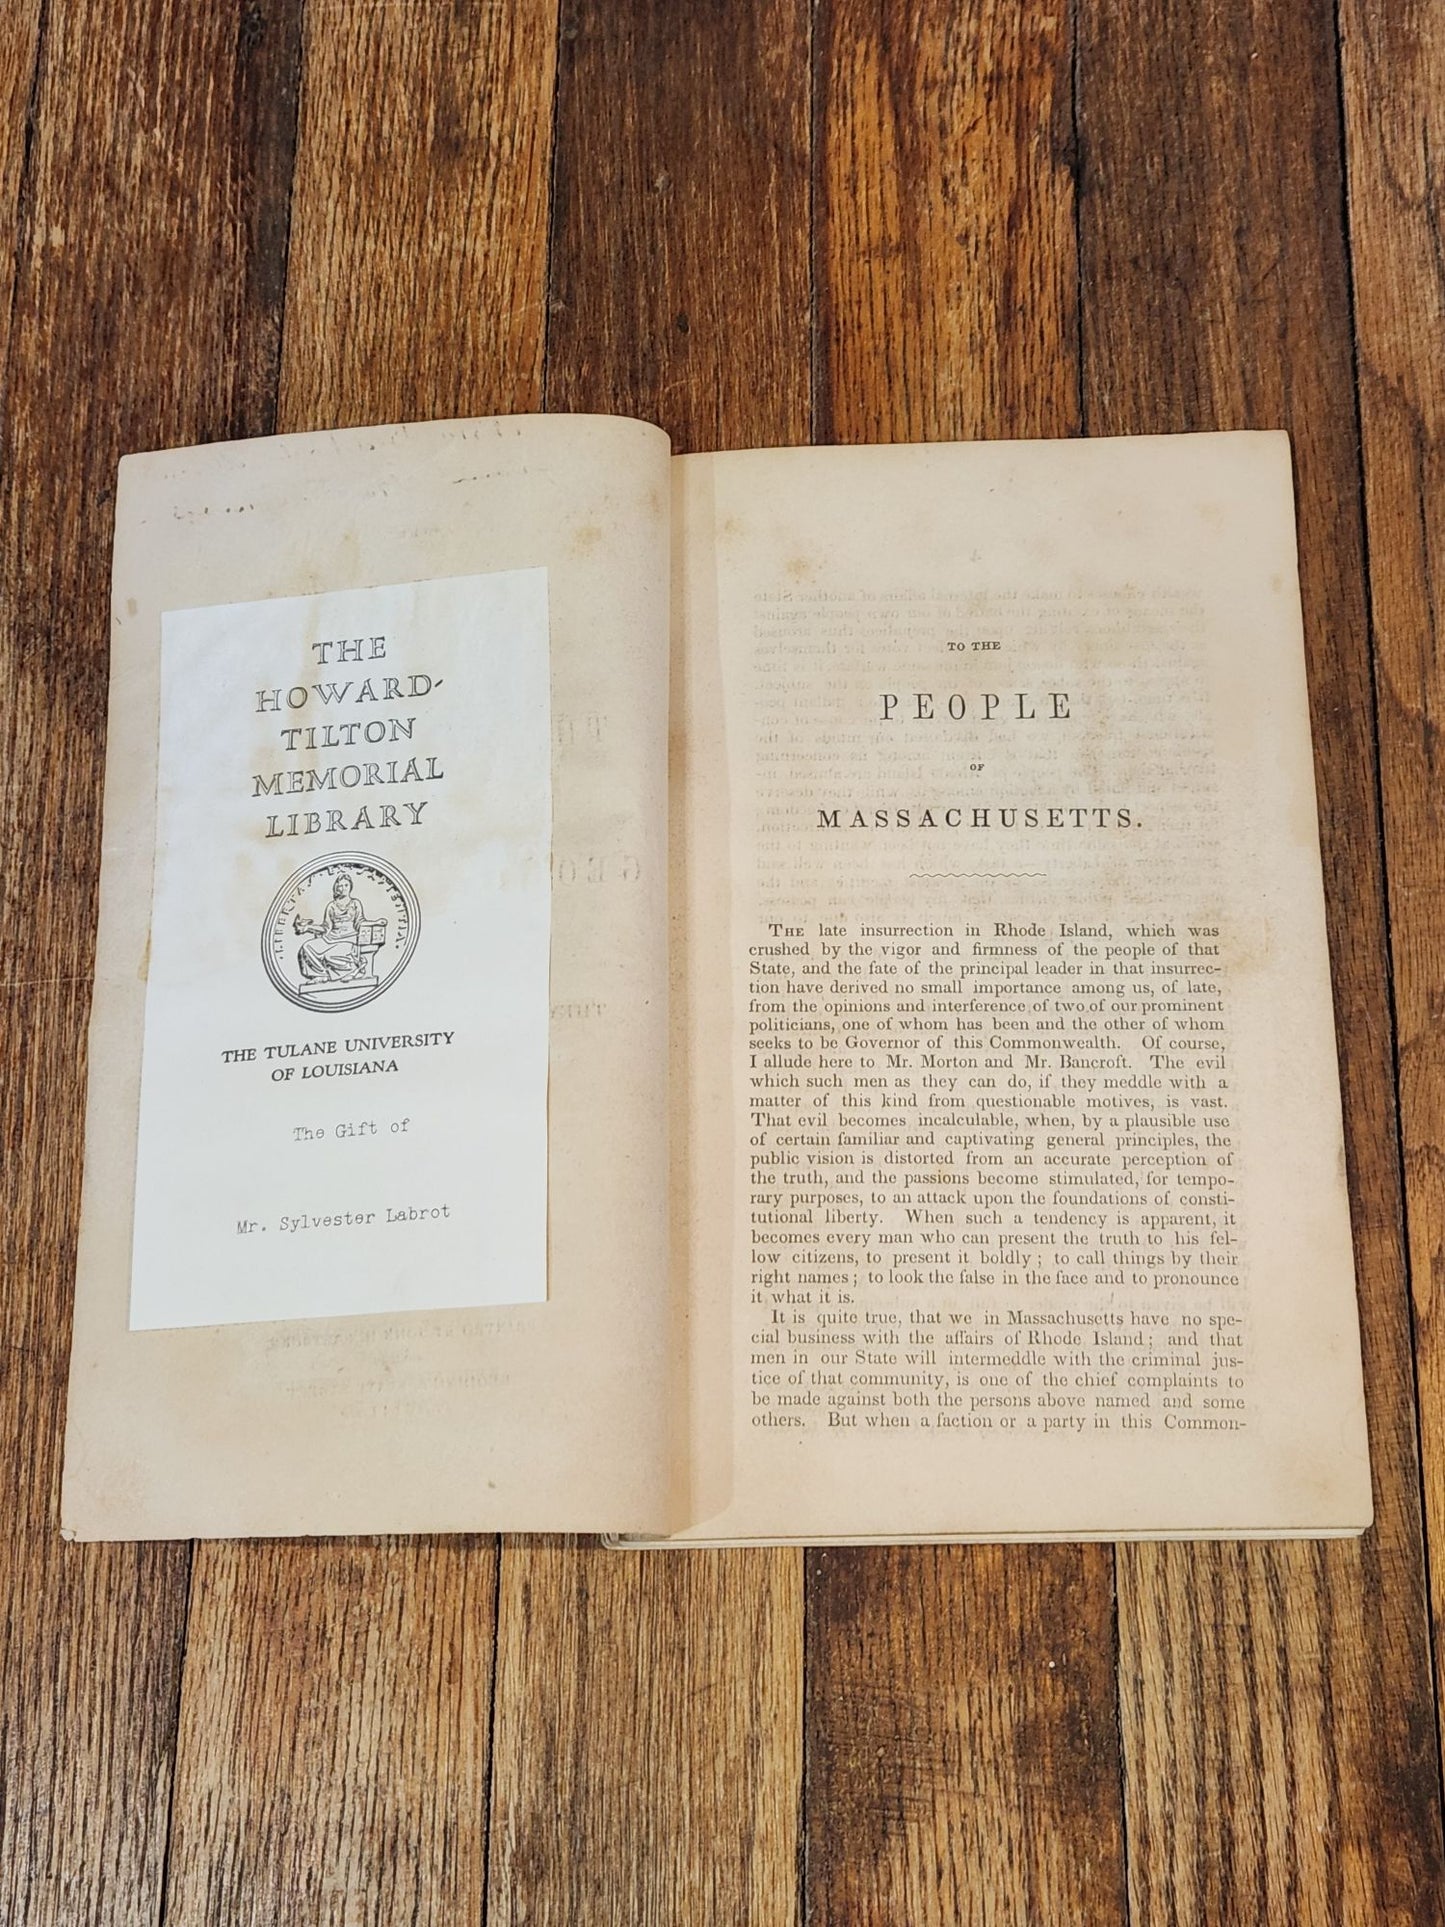 THE
HOWARD-
TILTON
MEMORIAL
LIBRARY
THE TULANE UNIVERSITY
OF LOUISIANA
The Gift of
Mr. Sylvester Labrot
TO THE
PEOPLE
OF
MASSACHUSETTS.
THE late insurrection in Rhode Island, which was
crushed by the vigor and firmness of the people of that
State, and the fate of the principal leader in that insurrec-
tion have derived no small importance among us, of late,
from the opinions and interference of two of our prominent
politicians, one of whom has been and the other of whom
seeks to be Governor of this Commonwealth. Of course,
I allude here to Mr. Morton and Mr. Bancroft. The evil
which such men as they can do, if they meddle with a
matter of this kind from questionable motives, is vast.
That evil becomes incalculable, when, by a plausible use
of certain familiar and captivating general principles, the
public vision is distorted from an accurate perception of
the truth, and the passions become stimulated, for tempo-
rary purposes, to an attack upon the foundations of consti-
tutional liberty. When such a tendency is apparent, it
becomes every man who can present the truth to his fel-
low citizens, to present it boldly; to call things by their
right names; to look the false in the face and to pronounce
it what it is.
It is quite true, that we in Massachusetts have no spe-
cial business with the affairs of Rhode Island; and that
men in our State will intermeddle with the criminal jus-
tice of that community, is one of the chief complaints to
be made against both the persons above named and some
others. But when a faction or a party in this Common-